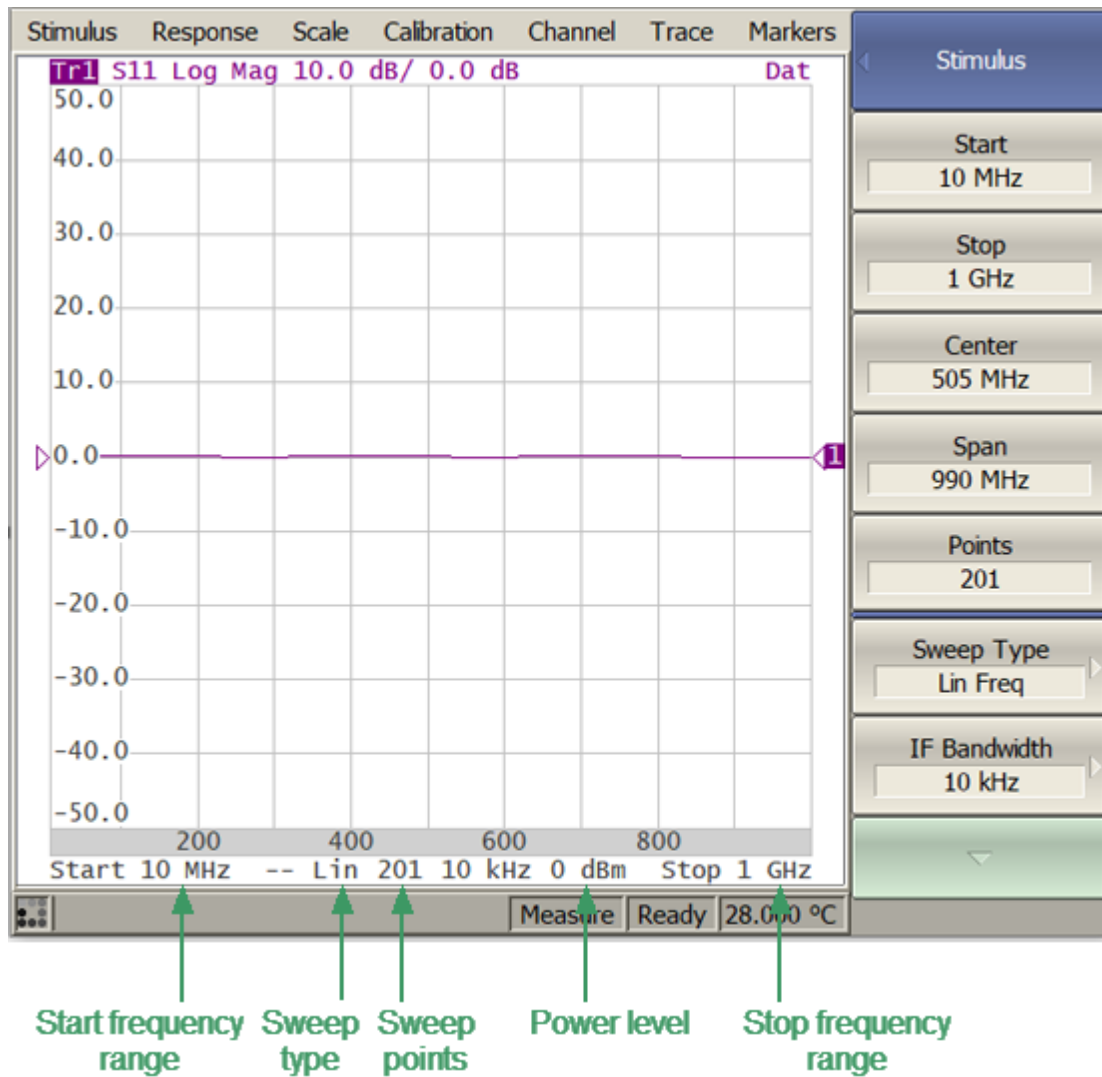 Stimulus Response Scale Calibration Channel Trace Markers
Tr1 S11 Log Mag 10.0 dB/ 0.0 dB Dat
50.0
40.0
30.0
20.0
10.0
0.0
1
-10.0
-20.0
-30.0
-40.0
-50.0
200 400 600 800
Start 10 MHz -- Lin 201 10 kHz 0 dBm Stop 1 GHz
Measure Ready 28.000 °C
Stimulus
Start
10 MHz
Stop
1 GHz
Center
505 MHz
Span
990 MHz
Points
201
Sweep Type
Lin Freq
IF Bandwidth
10 kHz
Start frequency
range
Sweep
type
Sweep
points
Power level
Stop frequency
range